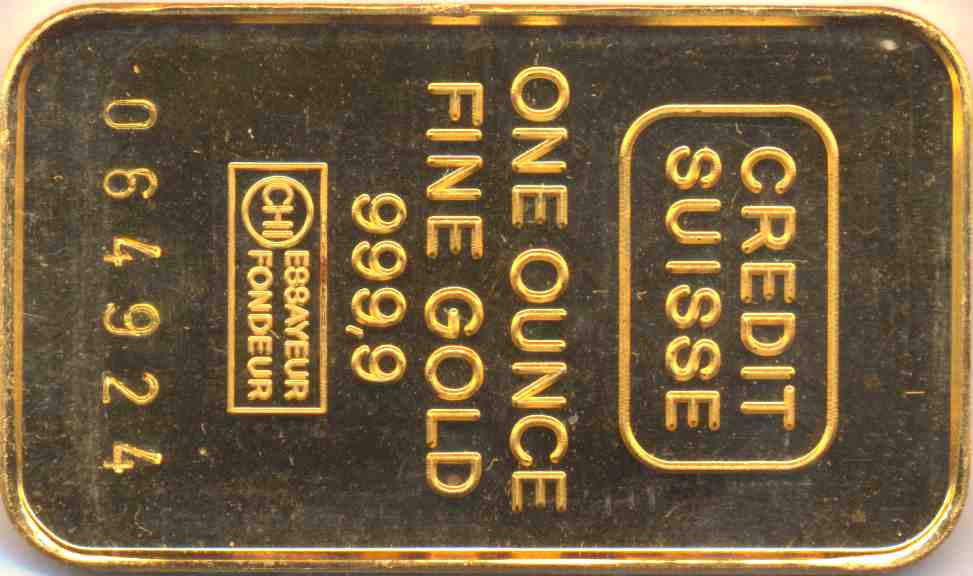 CREDIT
SUISSE
ONE OUNCE
FINE GOLD
999,9
CHI ESSAYEUR
FONDEUR
064924